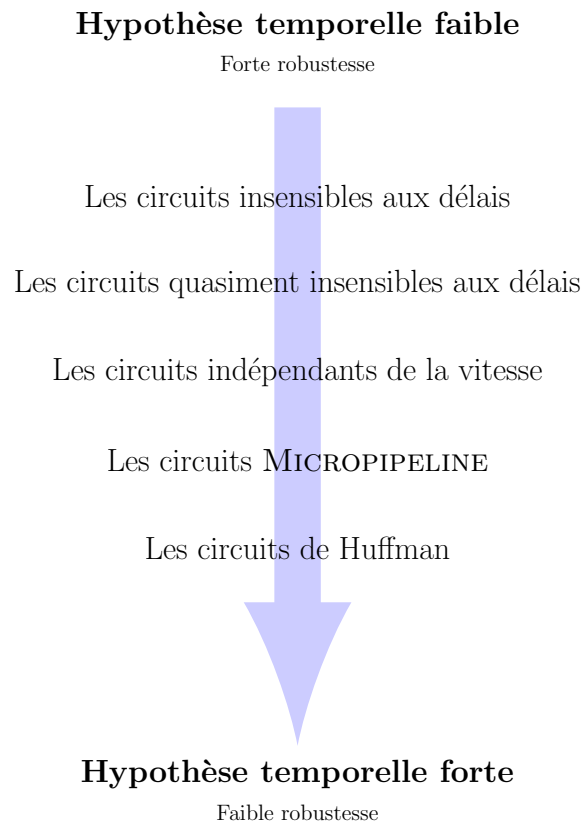 Hypothèse temporelle faible
Forte robustesse
Les circuits insensibles aux délais
Les circuits quasiment insensibles aux délais
Les circuits indépendants de la vitesse
Les circuits MICROPIPELINE
Les circuits de Huffman
Hypothèse temporelle forte
Faible robustesse